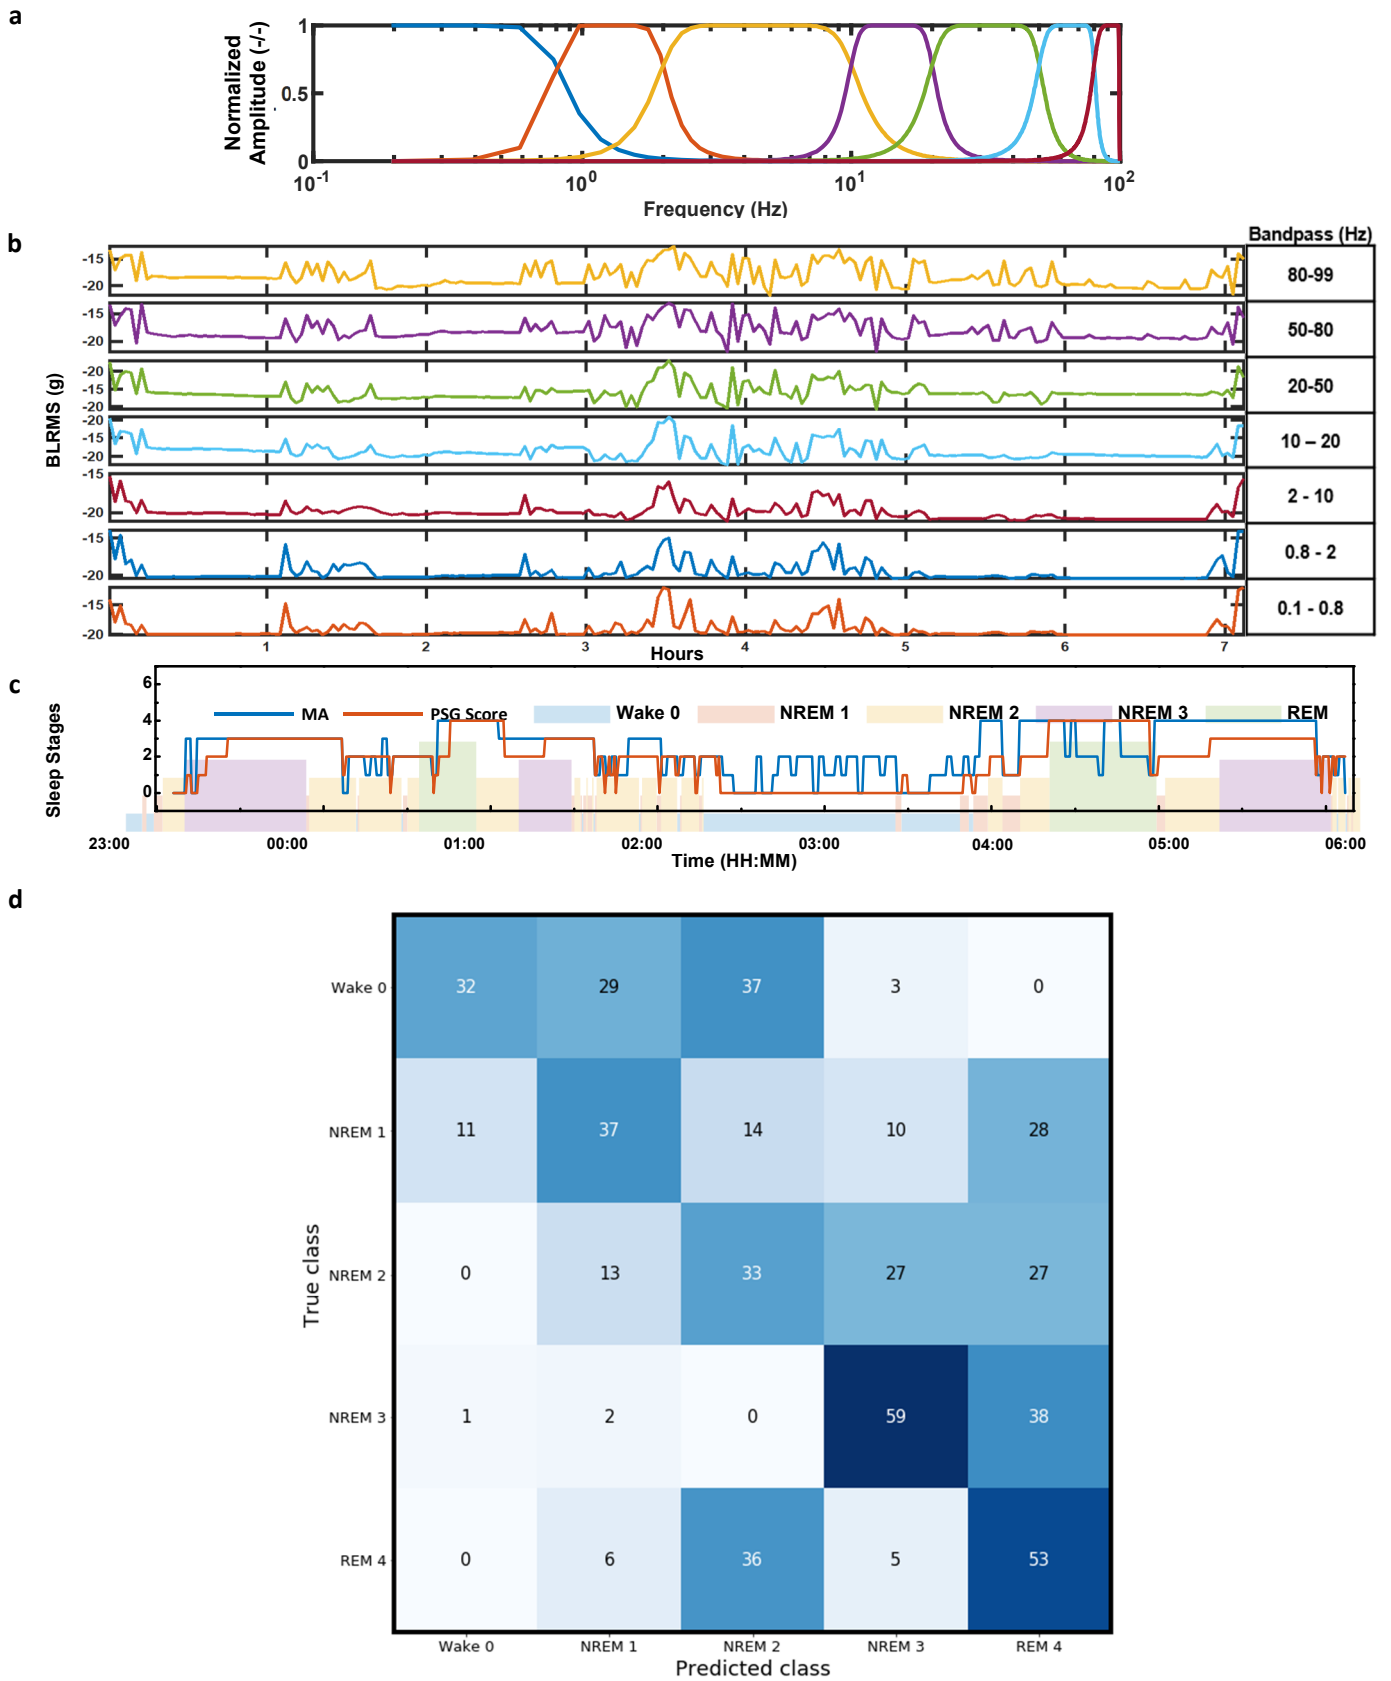 a
Normalized
Amplitude (-/-)
1
0.5
0
10-1
100
101
102
Frequency (Hz)
b
BLRMS (g)
Bandpass (Hz)
-15
-20
80-99
-15
-20
50-80
-20
-15
-20
20-50
-20
-15
-20
10 – 20
-15
-20
2 - 10
-15
-20
0.8 - 2
-15
-20
0.1 - 0.8
1 2 3 4 5 6 7
Hours
c
Sleep Stages
6
4
2
0
MA PSG Score Wake 0 NREM 1 NREM 2 NREM 3 REM
23:00 00:00 01:00 02:00 03:00 04:00 05:00 06:00
Time (HH:MM)
d
True class
Wake 0 32 29 37 3 0
NREM 1 11 37 14 10 28
NREM 2 0 13 33 27 27
NREM 3 1 2 0 59 38
REM 4 0 6 36 5 53
Wake 0 NREM 1 NREM 2 NREM 3 REM 4
Predicted class